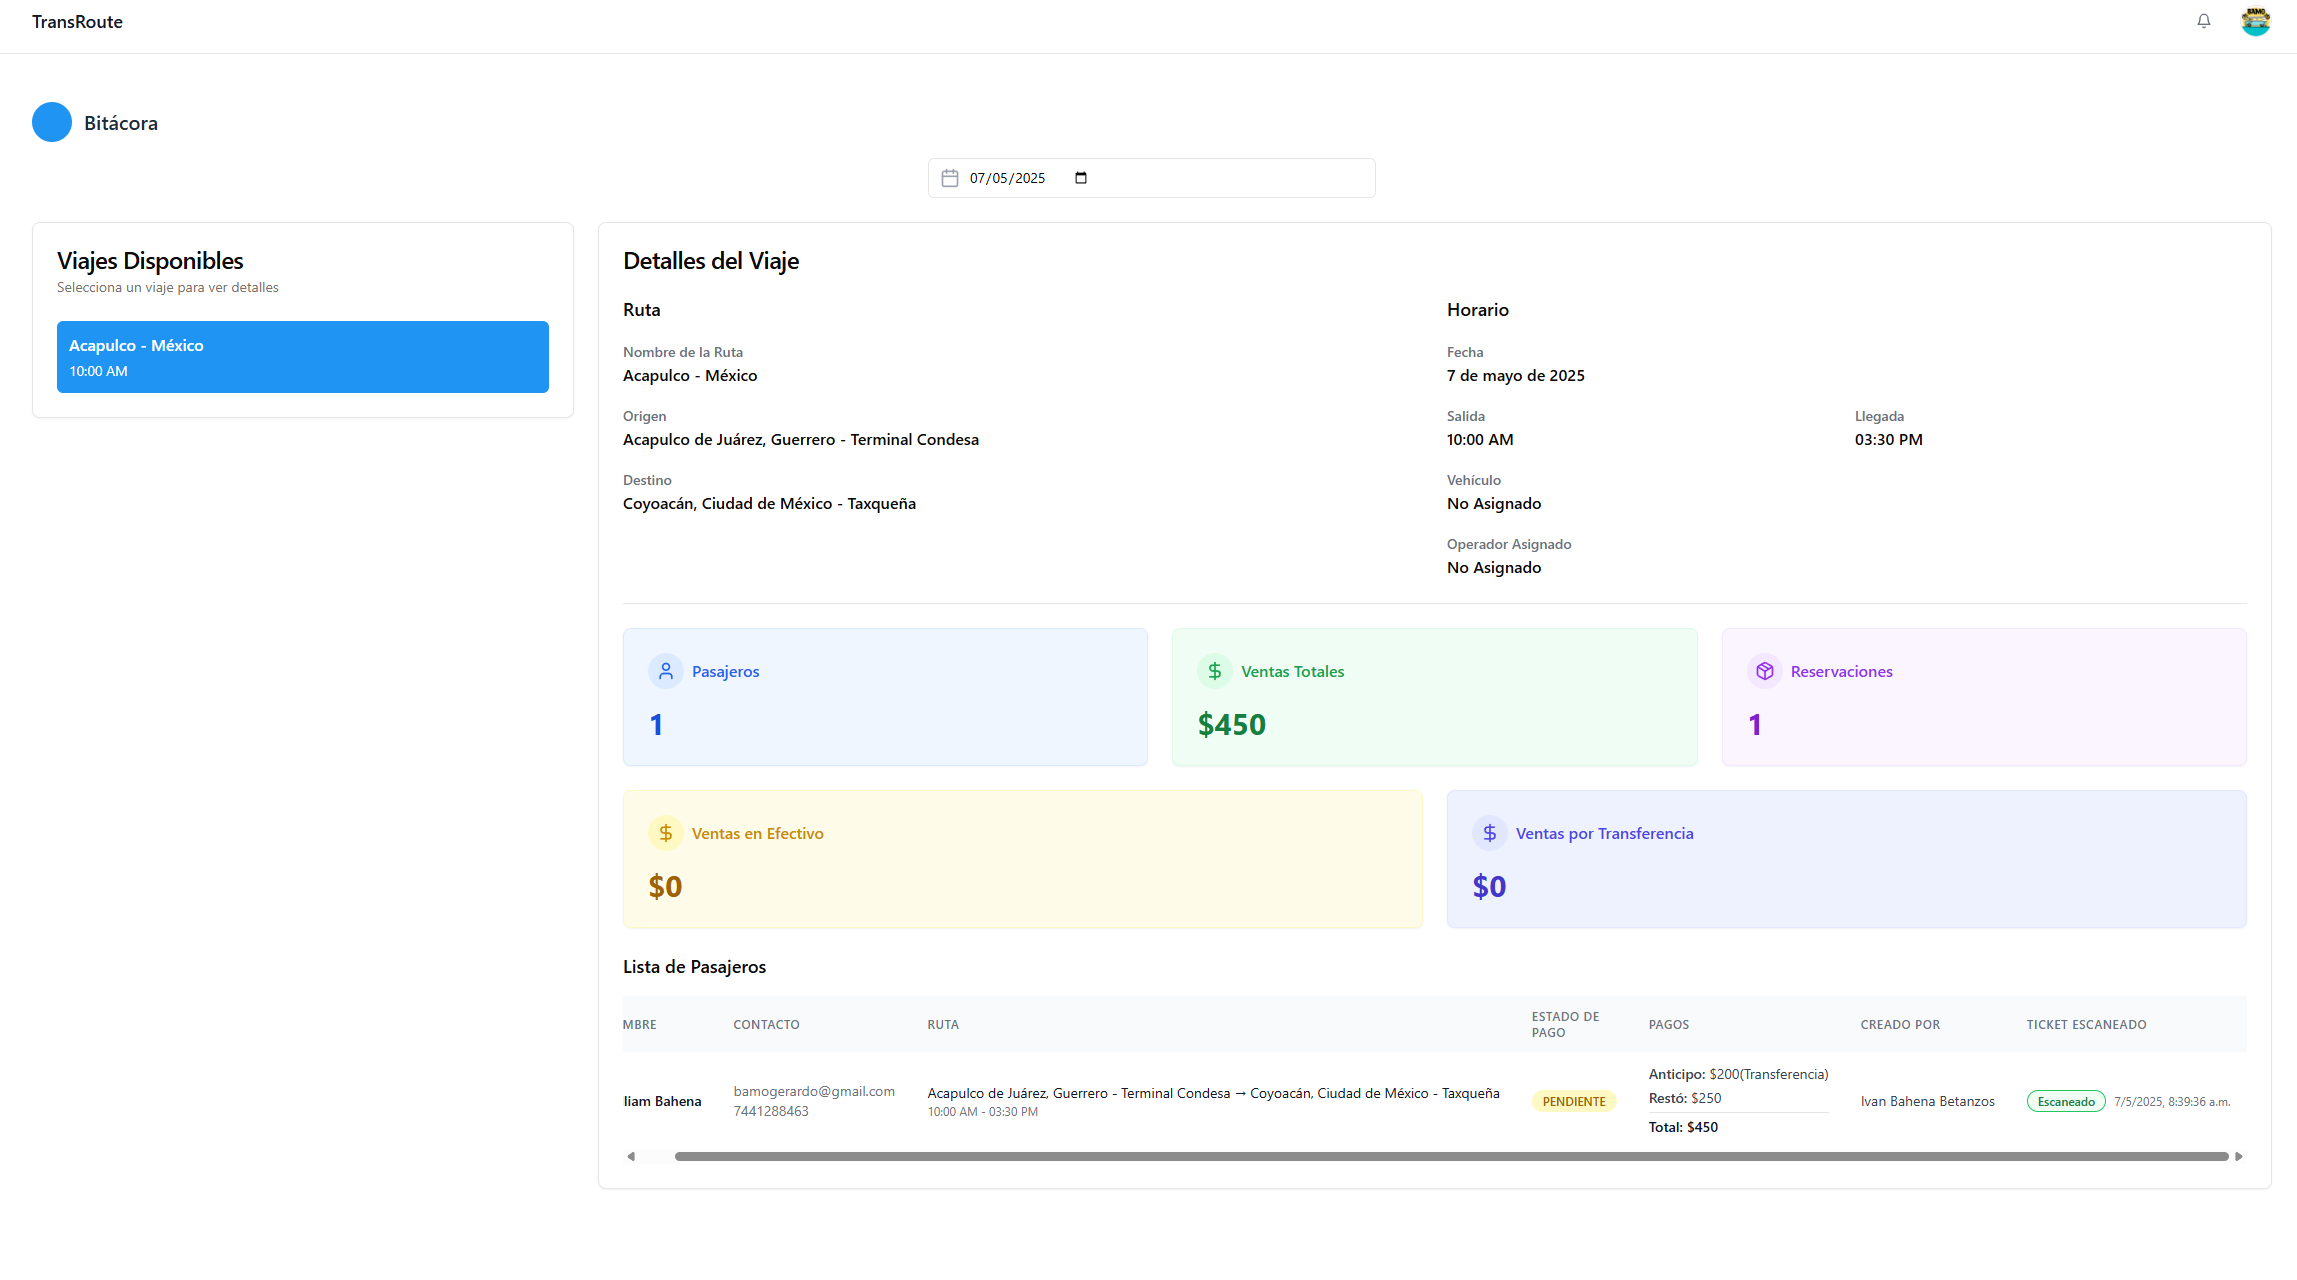 TransRoute
Bitácora
07/05/2025
Viajes Disponibles
Selecciona un viaje para ver detalles
Acapulco - México
10:00 AM
Detalles del Viaje
Ruta
Nombre de la Ruta
Acapulco - México
Origen
Acapulco de Juárez, Guerrero - Terminal Condesa
Destino
Coyoacán, Ciudad de México - Taxqueña
Horario
Fecha
7 de mayo de 2025
Salida
10:00 AM
Llegada
03:30 PM
Vehículo
No Asignado
Operador Asignado
No Asignado
Pasajeros
1
Ventas Totales
$450
Reservaciones
1
Ventas en Efectivo
$0
Ventas por Transferencia
$0
Lista de Pasajeros
MBRE CONTACTO RUTA ESTADO DE PAGO PAGOS CREADO POR TICKET ESCANEADO
liam Bahena
bamogerardo@gmail.com
7441288463
Acapulco de Juárez, Guerrero - Terminal Condesa → Coyoacán, Ciudad de México - Taxqueña
10:00 AM - 03:30 PM
PENDIENTE
Anticipo: $200(Transferencia)
Restó: $250
Total: $450
Ivan Bahena Betanzos
Escaneado 7/5/2025, 8:39:36 a.m.